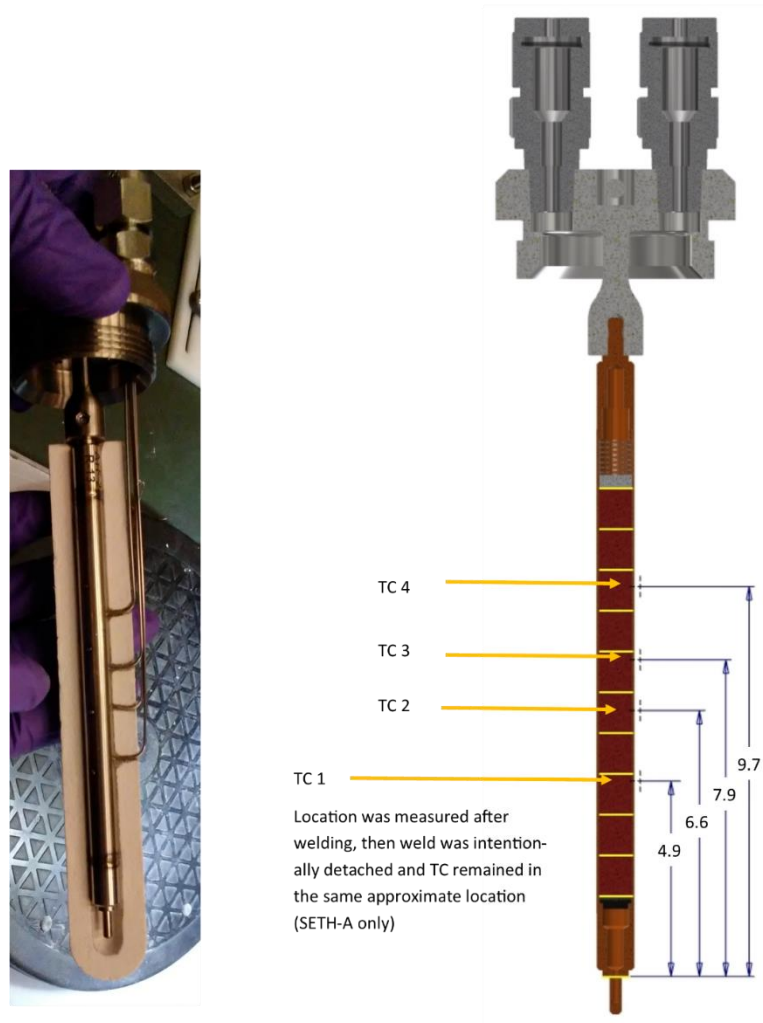 TC 4
TC 3
TC 2
TC 1
Location was measured after
welding, then weld was intention-
ally detached and TC remained in
the same approximate location
(SETH-A only)
9.7
7.9
6.6
4.9